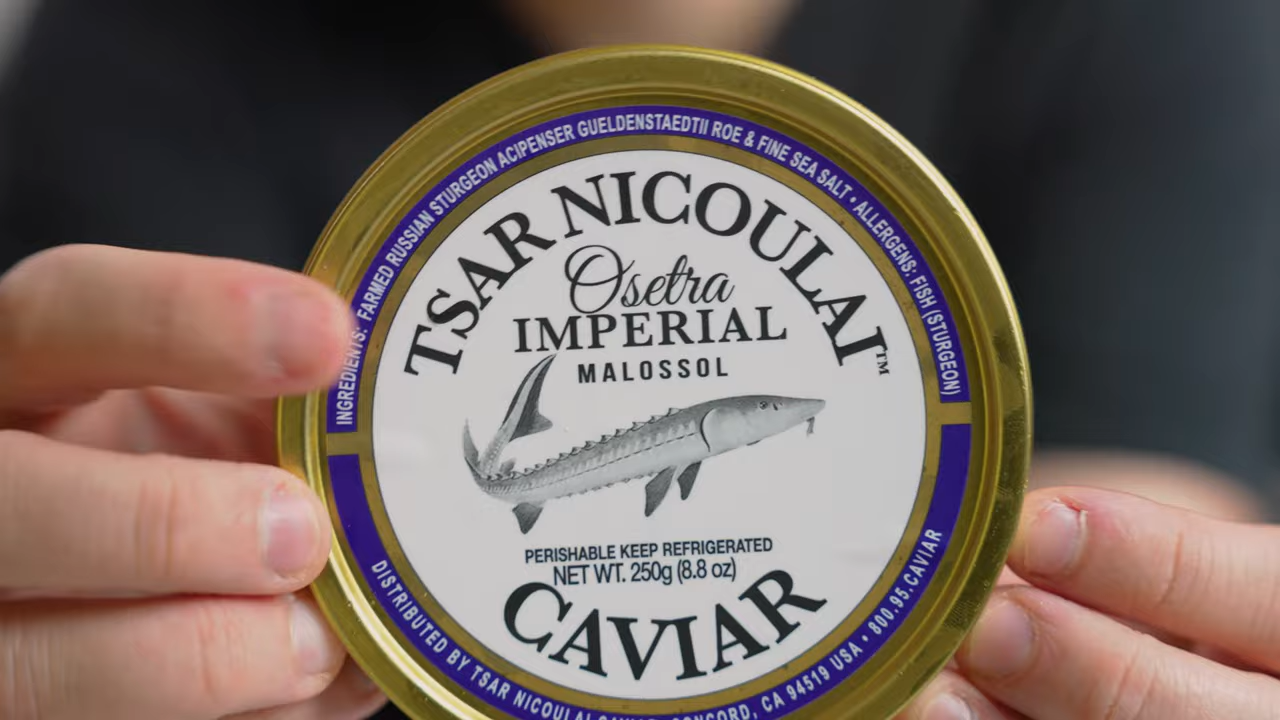 INGREDIENTS: FARMED RUSSIAN STURGEON ACIPENSER GUELDENSTAEDTII ROE & FINE SEA SALT • ALLERGENS: FISH (STURGEON)
TSAR NICOULAI™
Osetra
IMPERIAL
MALOSSOL
PERISHABLE KEEP REFRIGERATED
NET WT. 250g (8.8 oz)
CAVIAR
DISTRIBUTED BY TSAR NICOULAI CAVIAR CONCORD, CA 94519 USA • 800.95.CAVIAR